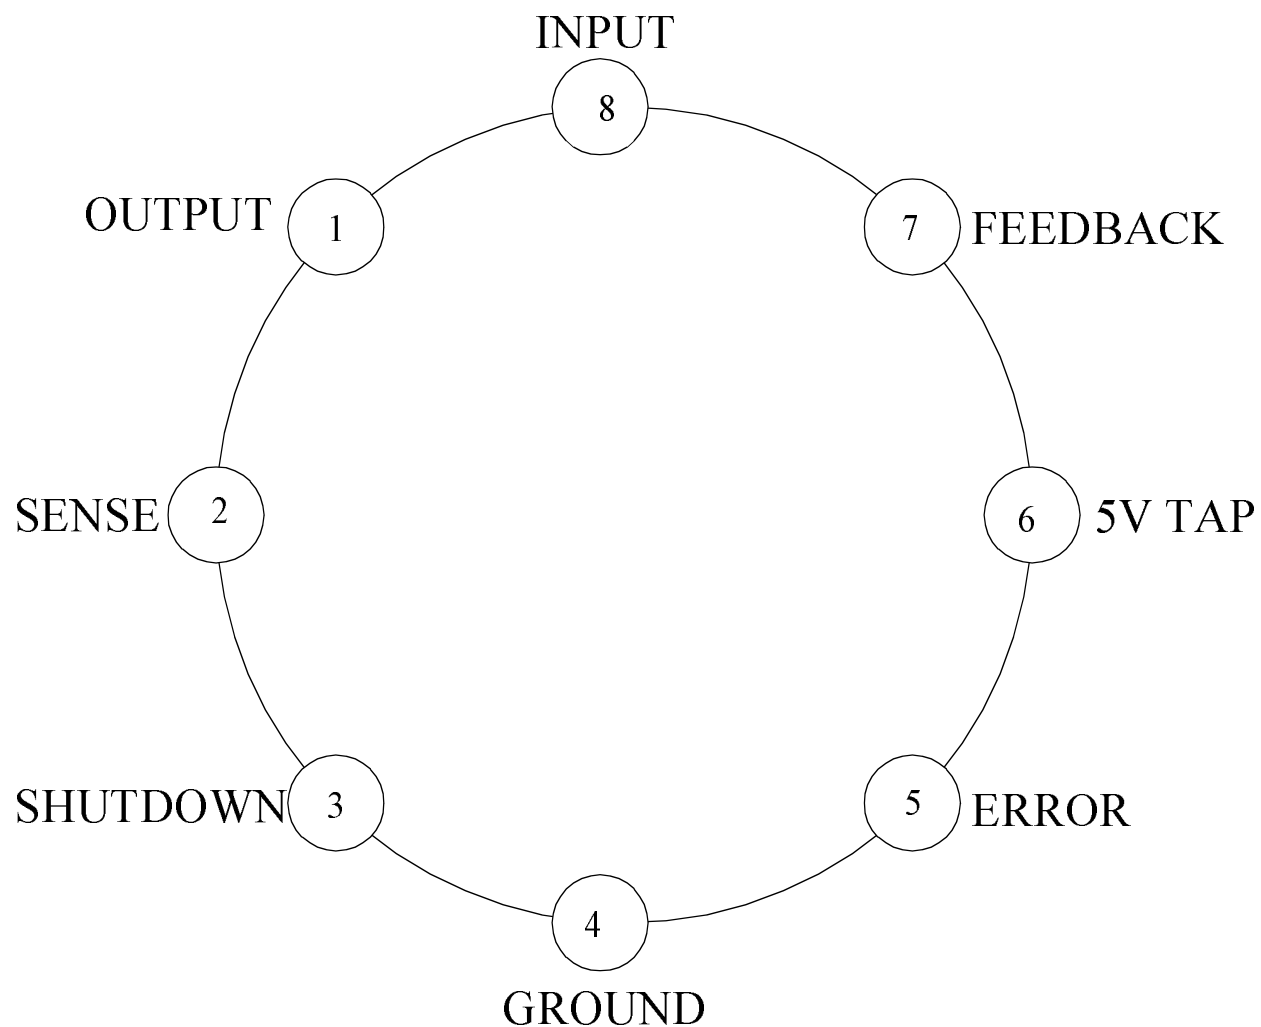 INPUT
8
OUTPUT 1
7 FEEDBACK
SENSE 2
6 5V TAP
SHUTDOWN 3
5 ERROR
4
GROUND